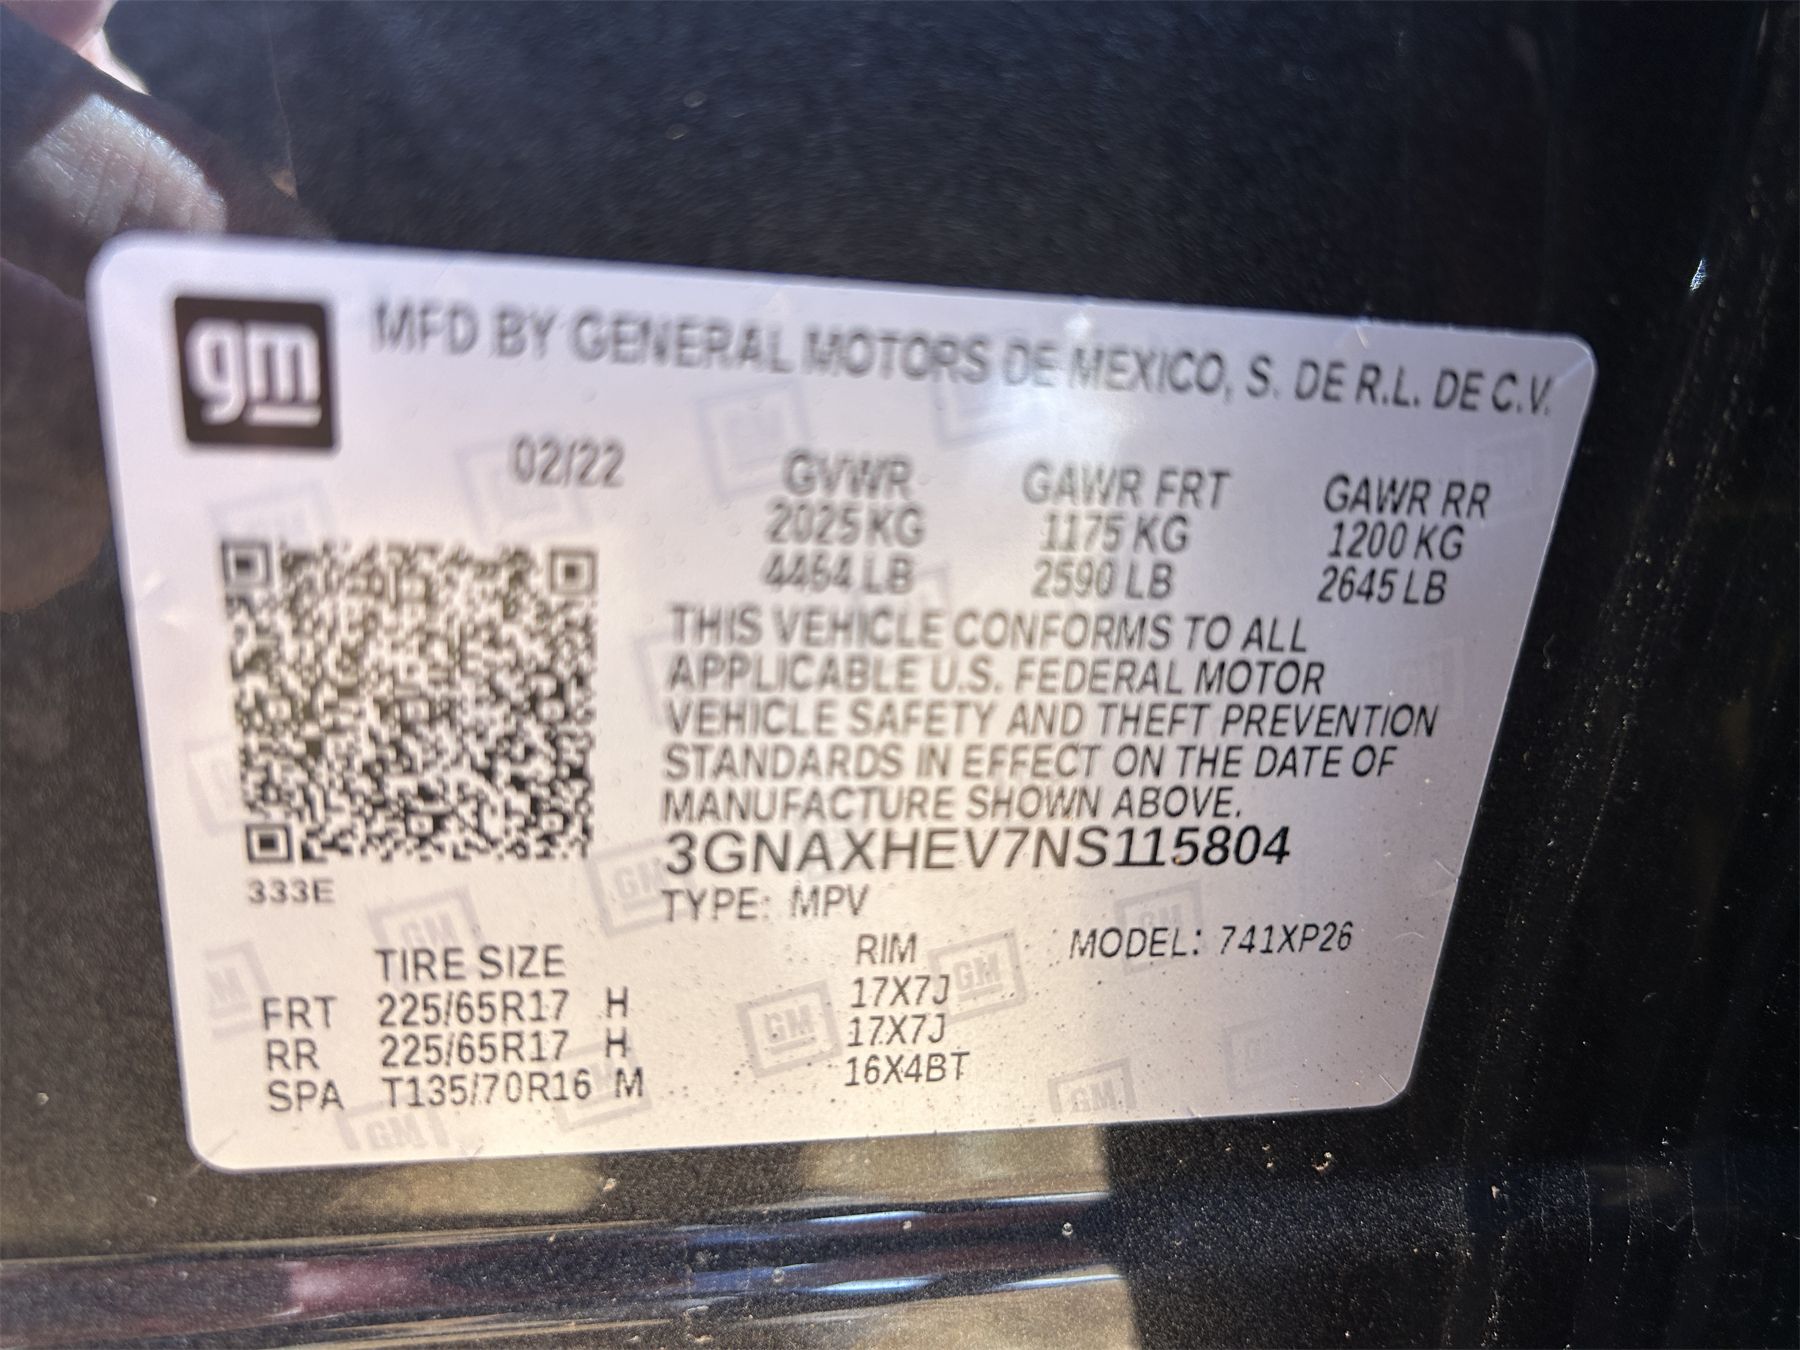 gm
MFD BY GENERAL MOTORS DE MEXICO, S. DE R.L. DE C.V.
02/22
GVWR GAWR FRT GAWR RR
2025 KG 1175 KG 1200 KG
4464 LB 2590 LB 2645 LB
THIS VEHICLE CONFORMS TO ALL
APPLICABLE U.S. FEDERAL MOTOR
VEHICLE SAFETY AND THEFT PREVENTION
STANDARDS IN EFFECT ON THE DATE OF
MANUFACTURE SHOWN ABOVE.
3GNAXHEV7NS115804
333E
TYPE: MPV
MODEL: 741XP26
TIRE SIZE RIM
FRT 225/65R17 H 17X7J
RR 225/65R17 H 17X7J
SPA T135/70R16 M 16X4BT